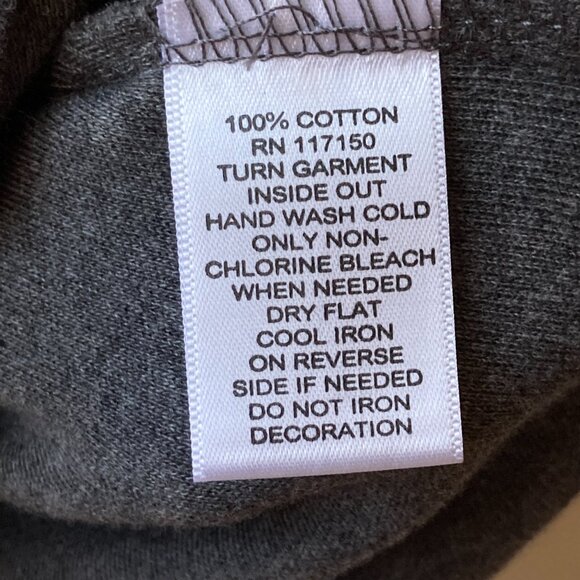 100% COTTON
RN 117150
TURN GARMENT
INSIDE OUT
HAND WASH COLD
ONLY NON-
CHLORINE BLEACH
WHEN NEEDED
DRY FLAT
COOL IRON
ON REVERSE
SIDE IF NEEDED
DO NOT IRON
DECORATION